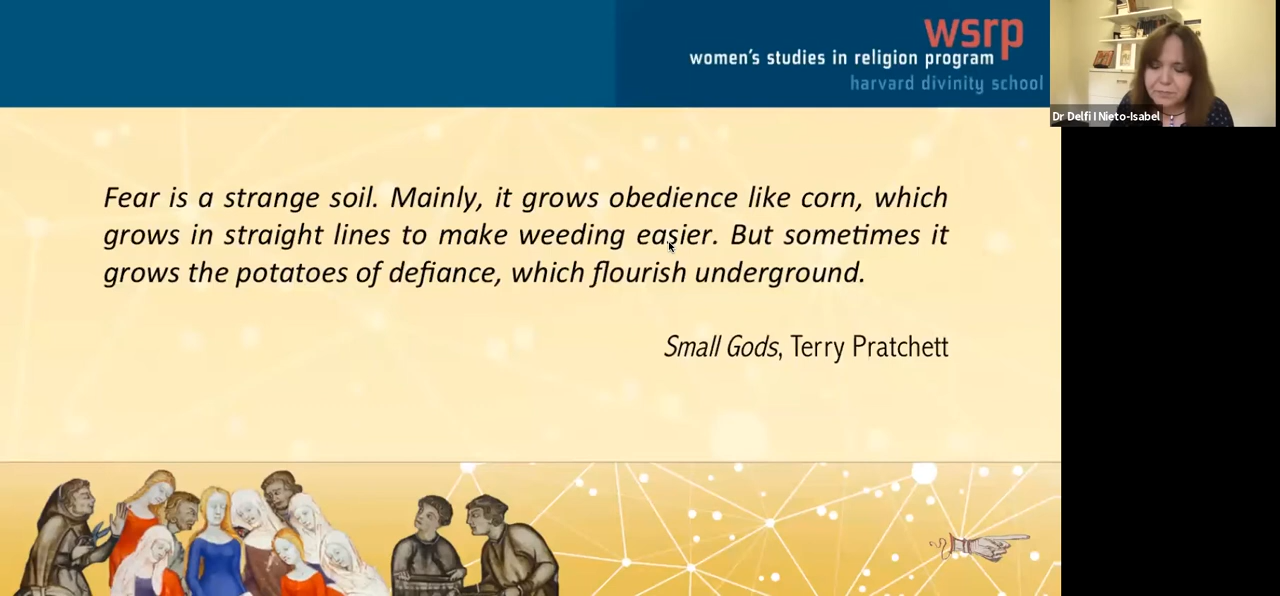 wsrp
women's studies in religion program
harvard divinity school
Dr Delfi I Nieto-Isabel
Fear is a strange soil. Mainly, it grows obedience like corn, which
grows in straight lines to make weeding easier. But sometimes it
grows the potatoes of defiance, which flourish underground.
Small Gods, Terry Pratchett